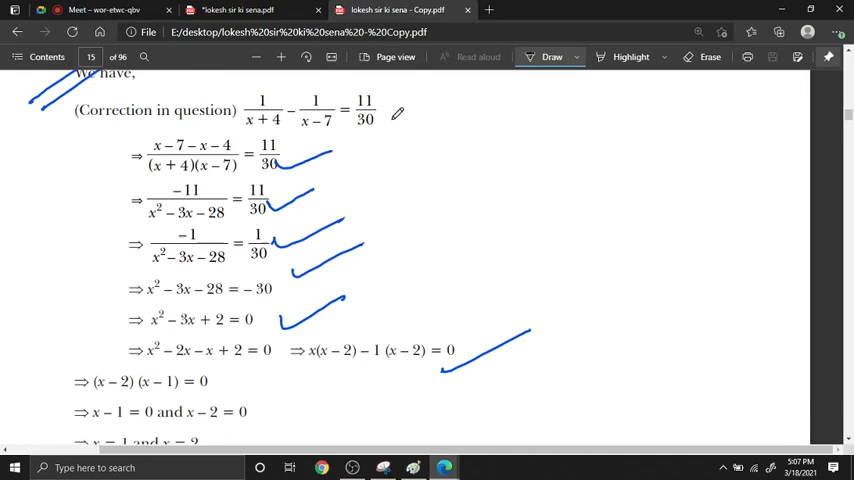 Meet – wor-etwc-qbv
*lokesh sir ki sena.pdf
lokesh sir ki sena - Copy.pdf
File E:/desktop/lokesh%20sir%20ki%20sena%20-%20Copy.pdf
Contents 15 of 96 Page view Read aloud Draw Highlight Erase
We have,
(Correction in question) 1/(x + 4) – 1/(x – 7) = 11/30
⇒ (x – 7 – x – 4)/((x + 4)(x – 7)) = 11/30
⇒ –11/(x² – 3x – 28) = 11/30
⇒ –1/(x² – 3x – 28) = 1/30
⇒ x² – 3x – 28 = – 30
⇒ x² – 3x + 2 = 0
⇒ x² – 2x – x + 2 = 0 ⇒ x(x – 2) – 1 (x – 2) = 0
⇒ (x – 2) (x – 1) = 0
⇒ x – 1 = 0 and x – 2 = 0
⇒ x = 1 and x = 2
Type here to search
5:07 PM
3/18/2021